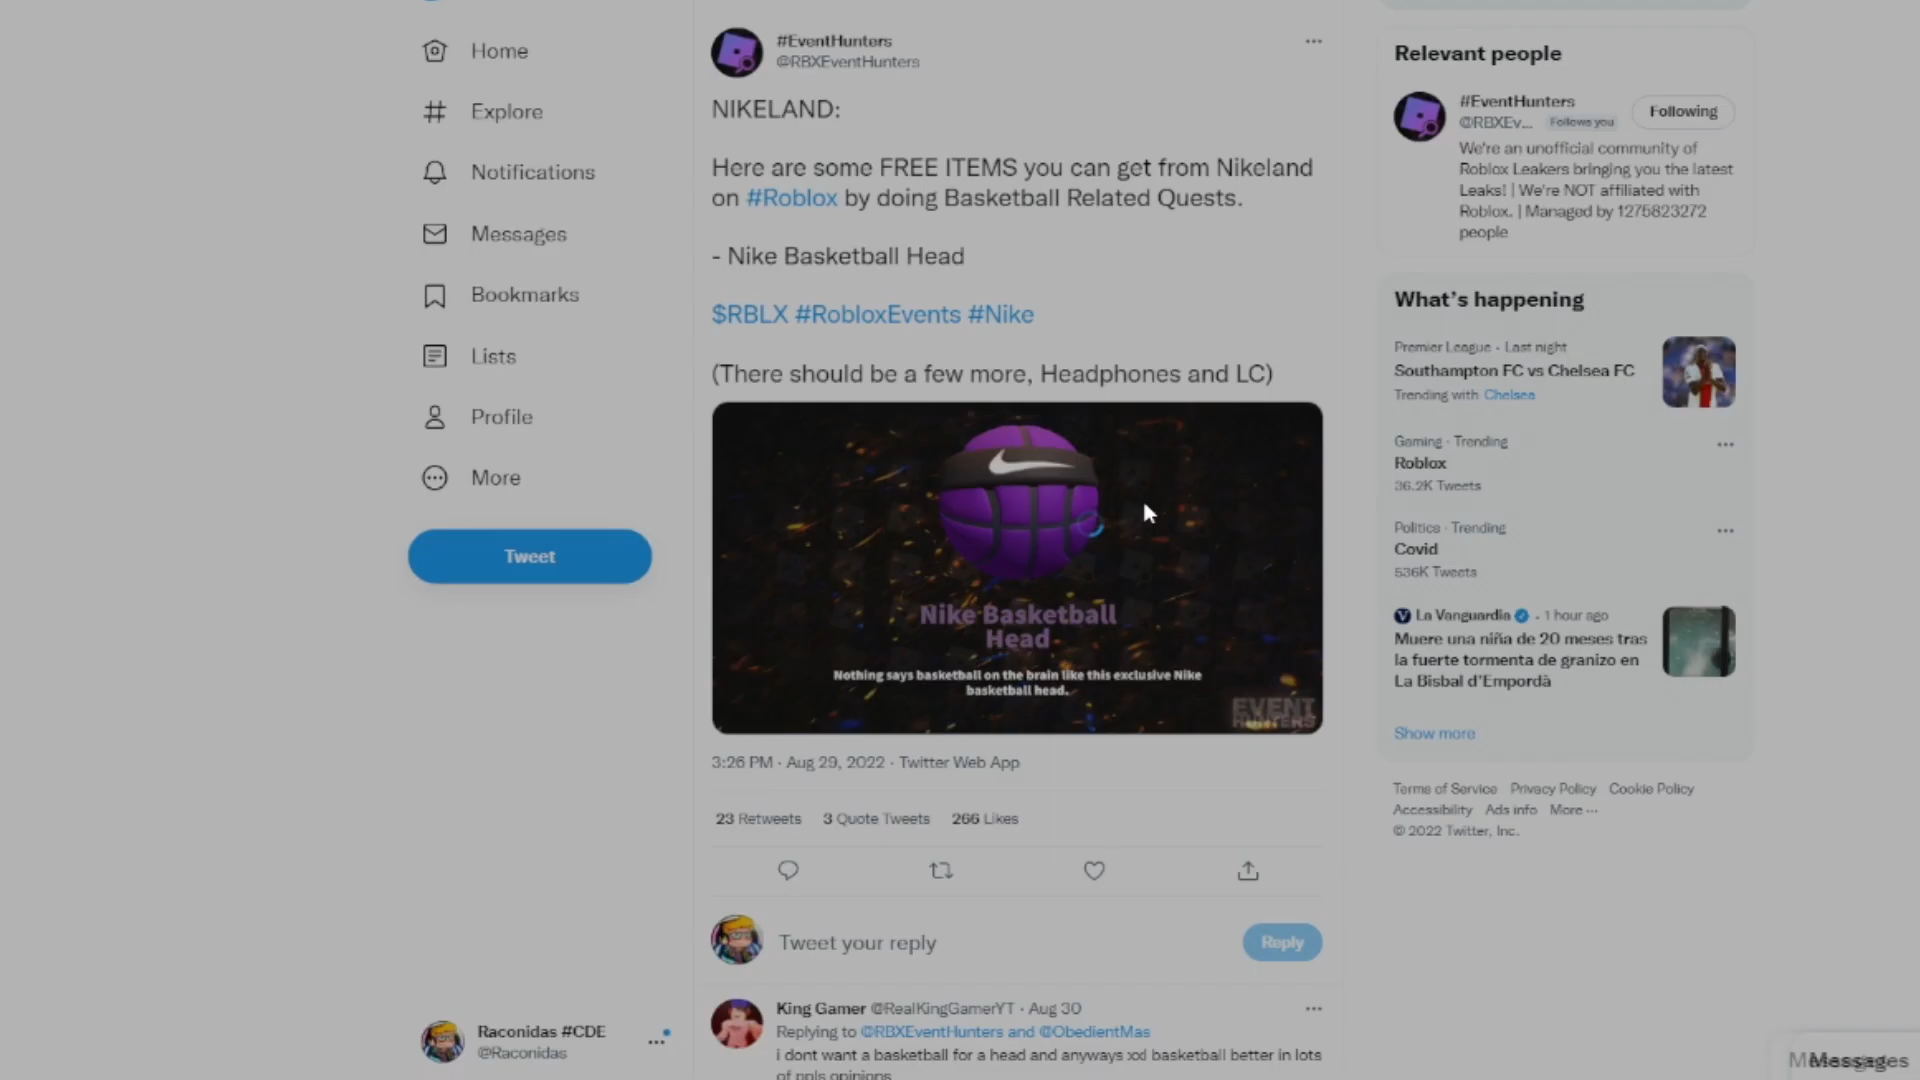 Home
Explore
Notifications
Messages
Bookmarks
Lists
Profile
More
Tweet
Raconidas #CDE
@Raconidas
#EventHunters
@RBXEventHunters
NIKELAND:
Here are some FREE ITEMS you can get from Nikeland
on #Roblox by doing Basketball Related Quests.
- Nike Basketball Head
$RBLX #RobloxEvents #Nike
(There should be a few more, Headphones and LC)
Nike Basketball
Head
Nothing says basketball on the brain like this exclusive Nike
basketball head.
EVENT
HUNTERS
3:26 PM · Aug 29, 2022 · Twitter Web App
23 Retweets 3 Quote Tweets 266 Likes
Tweet your reply
Reply
King Gamer @RealKingGamerYT · Aug 30
Replying to @RBXEventHunters and @ObedientMas
i dont want a basketball for a head and anyways xxl basketball better in lots
of ppls opinions
Relevant people
#EventHunters
@RBXEv... Follows you
Following
We're an unofficial community of
Roblox Leakers bringing you the latest
Leaks! | We're NOT affiliated with
Roblox. | Managed by 1275823272
people
What's happening
Premier League · Last night
Southampton FC vs Chelsea FC
Trending with Chelsea
Gaming · Trending
Roblox
36.2K Tweets
Politics · Trending
Covid
536K Tweets
La Vanguardia · 1 hour ago
Muere una niña de 20 meses tras
la fuerte tormenta de granizo en
La Bisbal d'Empordà
Show more
Terms of Service Privacy Policy Cookie Policy
Accessibility Ads info More ···
© 2022 Twitter, Inc.
Messages